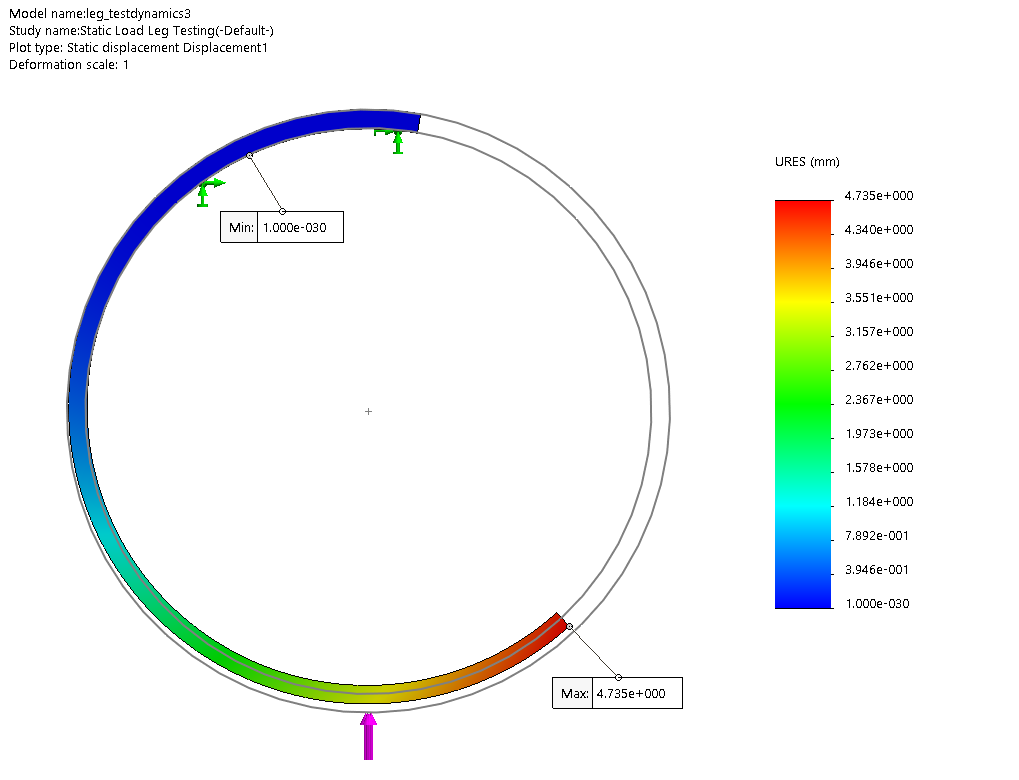 Model name:leg_testdynamics3
Study name:Static Load Leg Testing(-Default-)
Plot type: Static displacement Displacement1
Deformation scale: 1
URES (mm)
4.735e+000
4.340e+000
3.946e+000
3.551e+000
3.157e+000
2.762e+000
2.367e+000
1.973e+000
1.578e+000
1.184e+000
7.892e-001
3.946e-001
1.000e-030
Min: 1.000e-030
Max: 4.735e+000